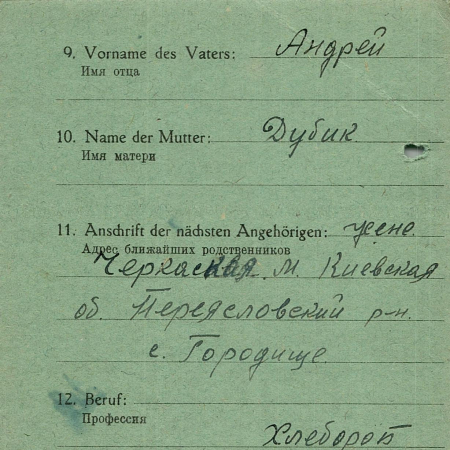 9. Vorname des Vaters: Андрей
Имя отца
10. Name der Mutter: Дубик
Имя матери
11. Anschrift der nächsten Angehörigen: жене
Адрес ближайших родственников
Черкаская М. Киевская
об. Переясловский р-н.
с. Городище
12. Beruf:
Профессия
Хлебороб